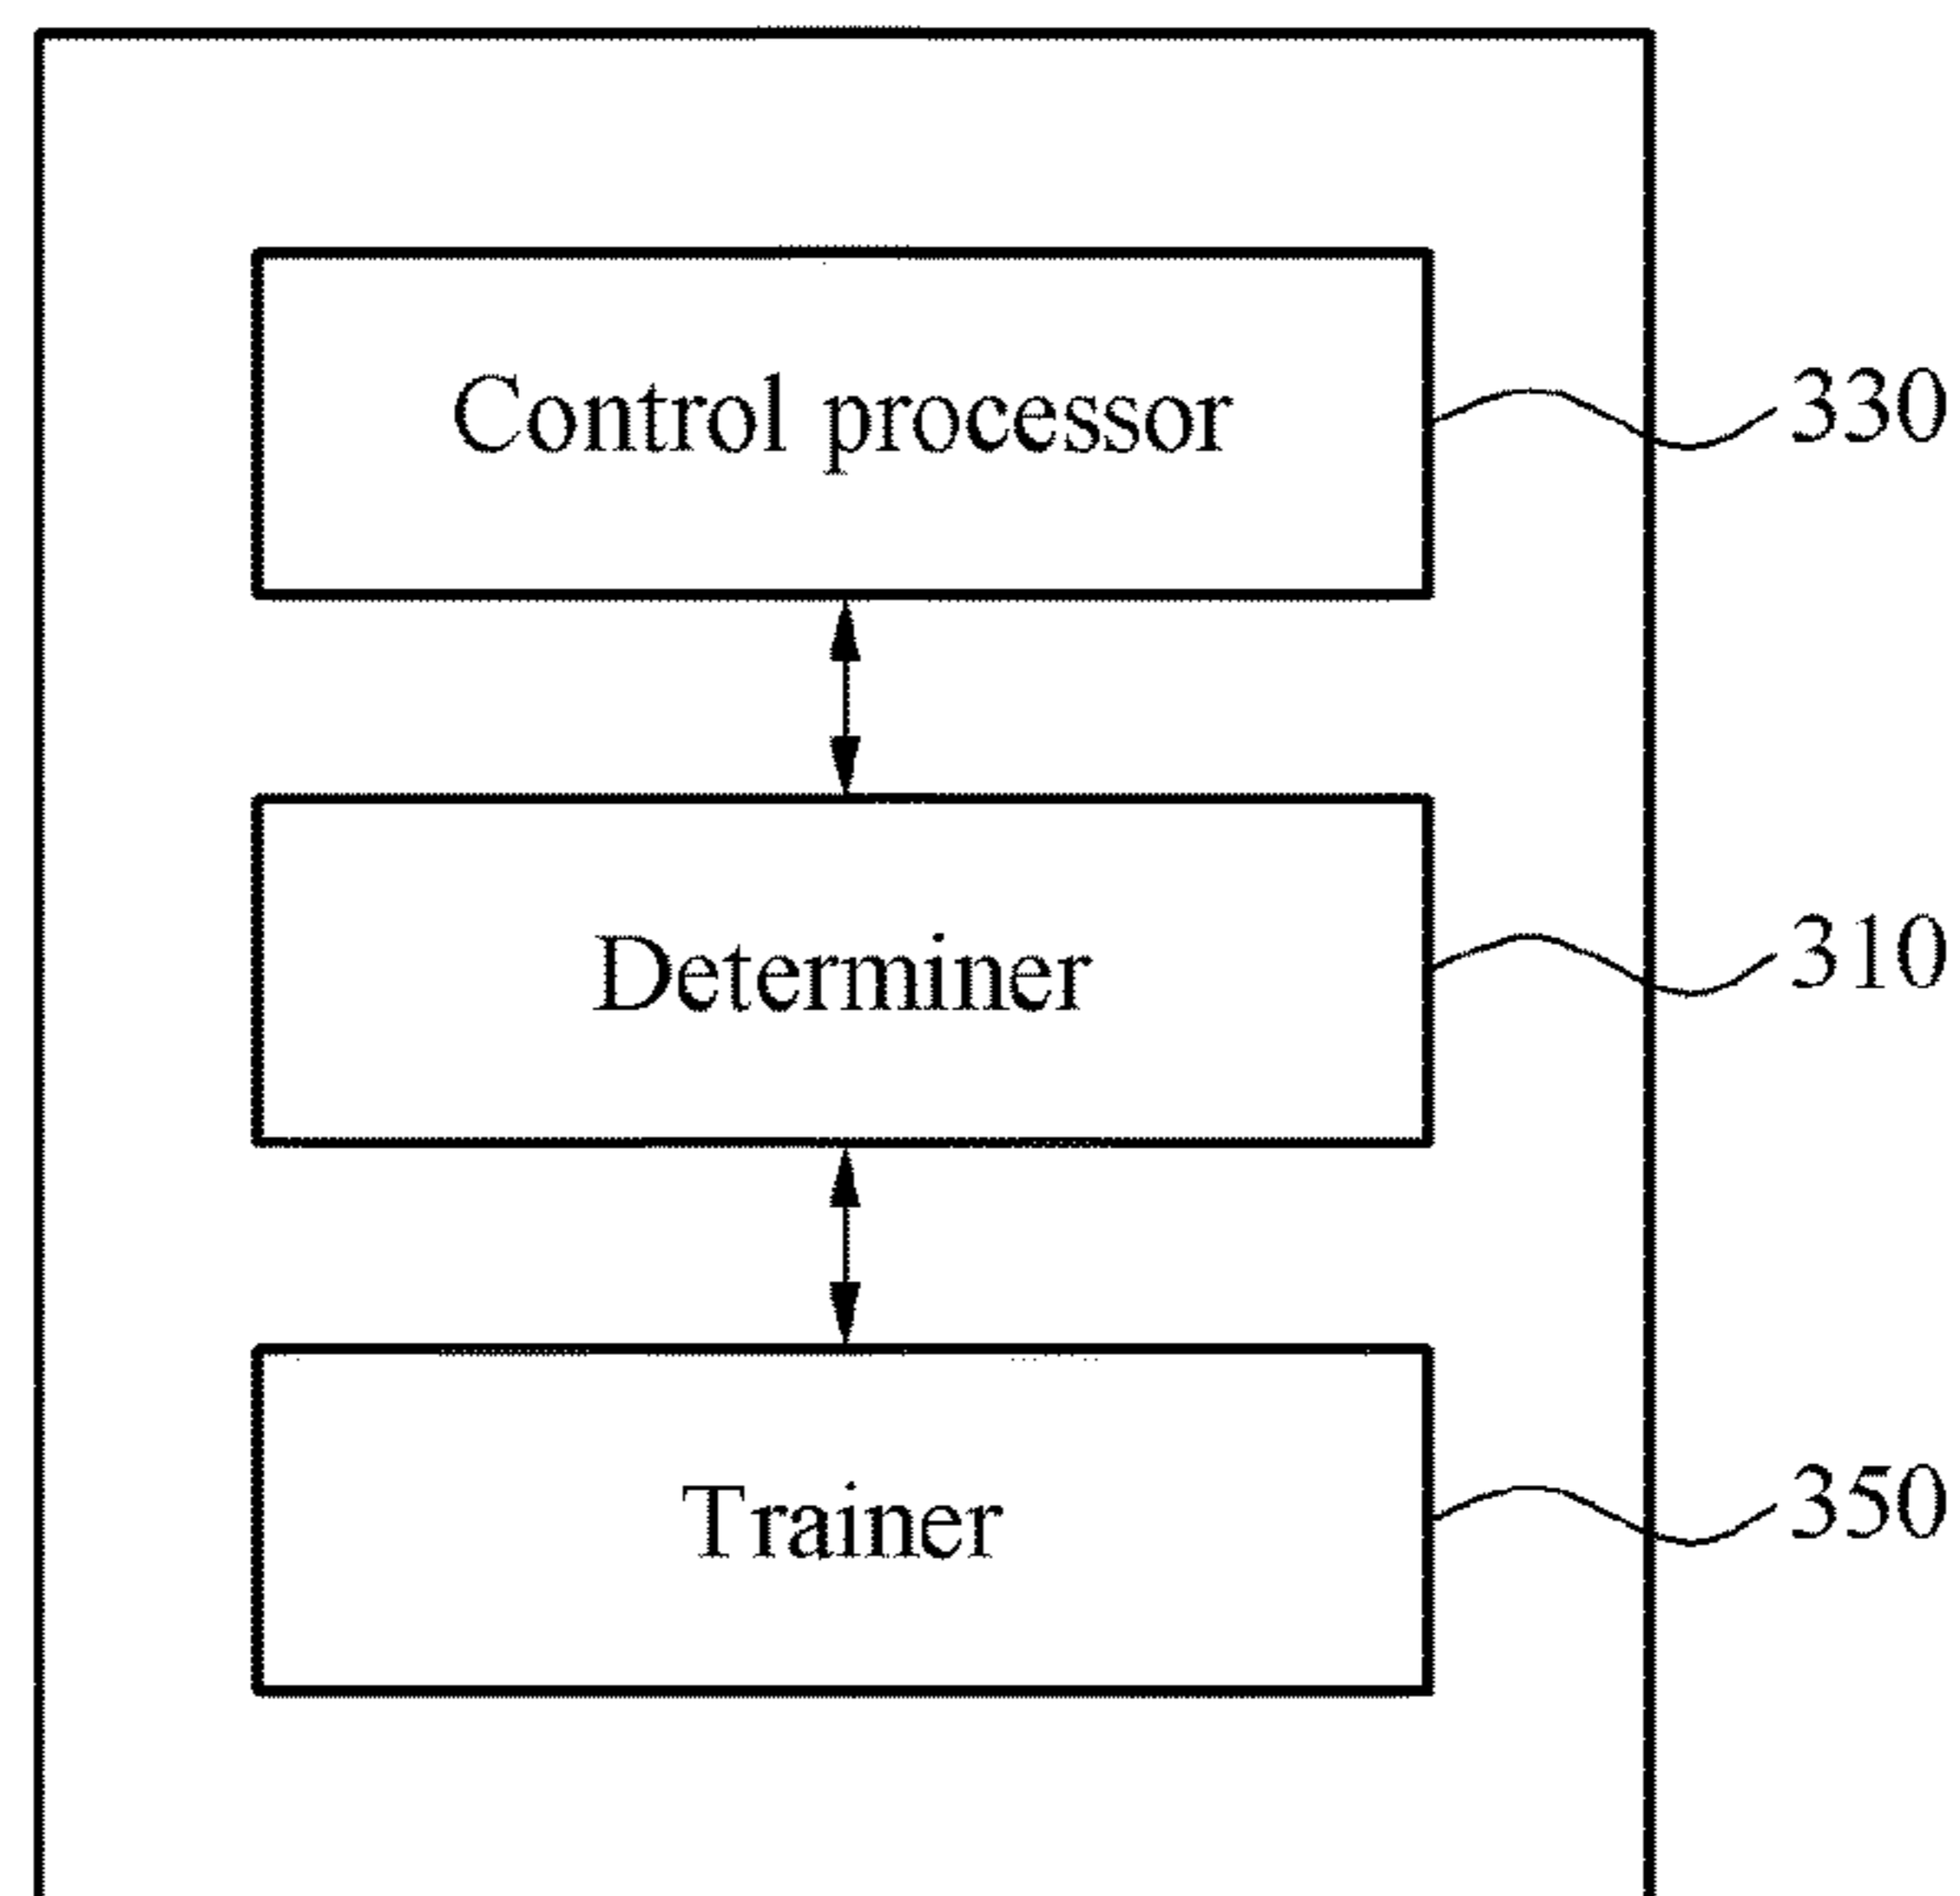 Control processor
330
Determiner
310
Trainer
350